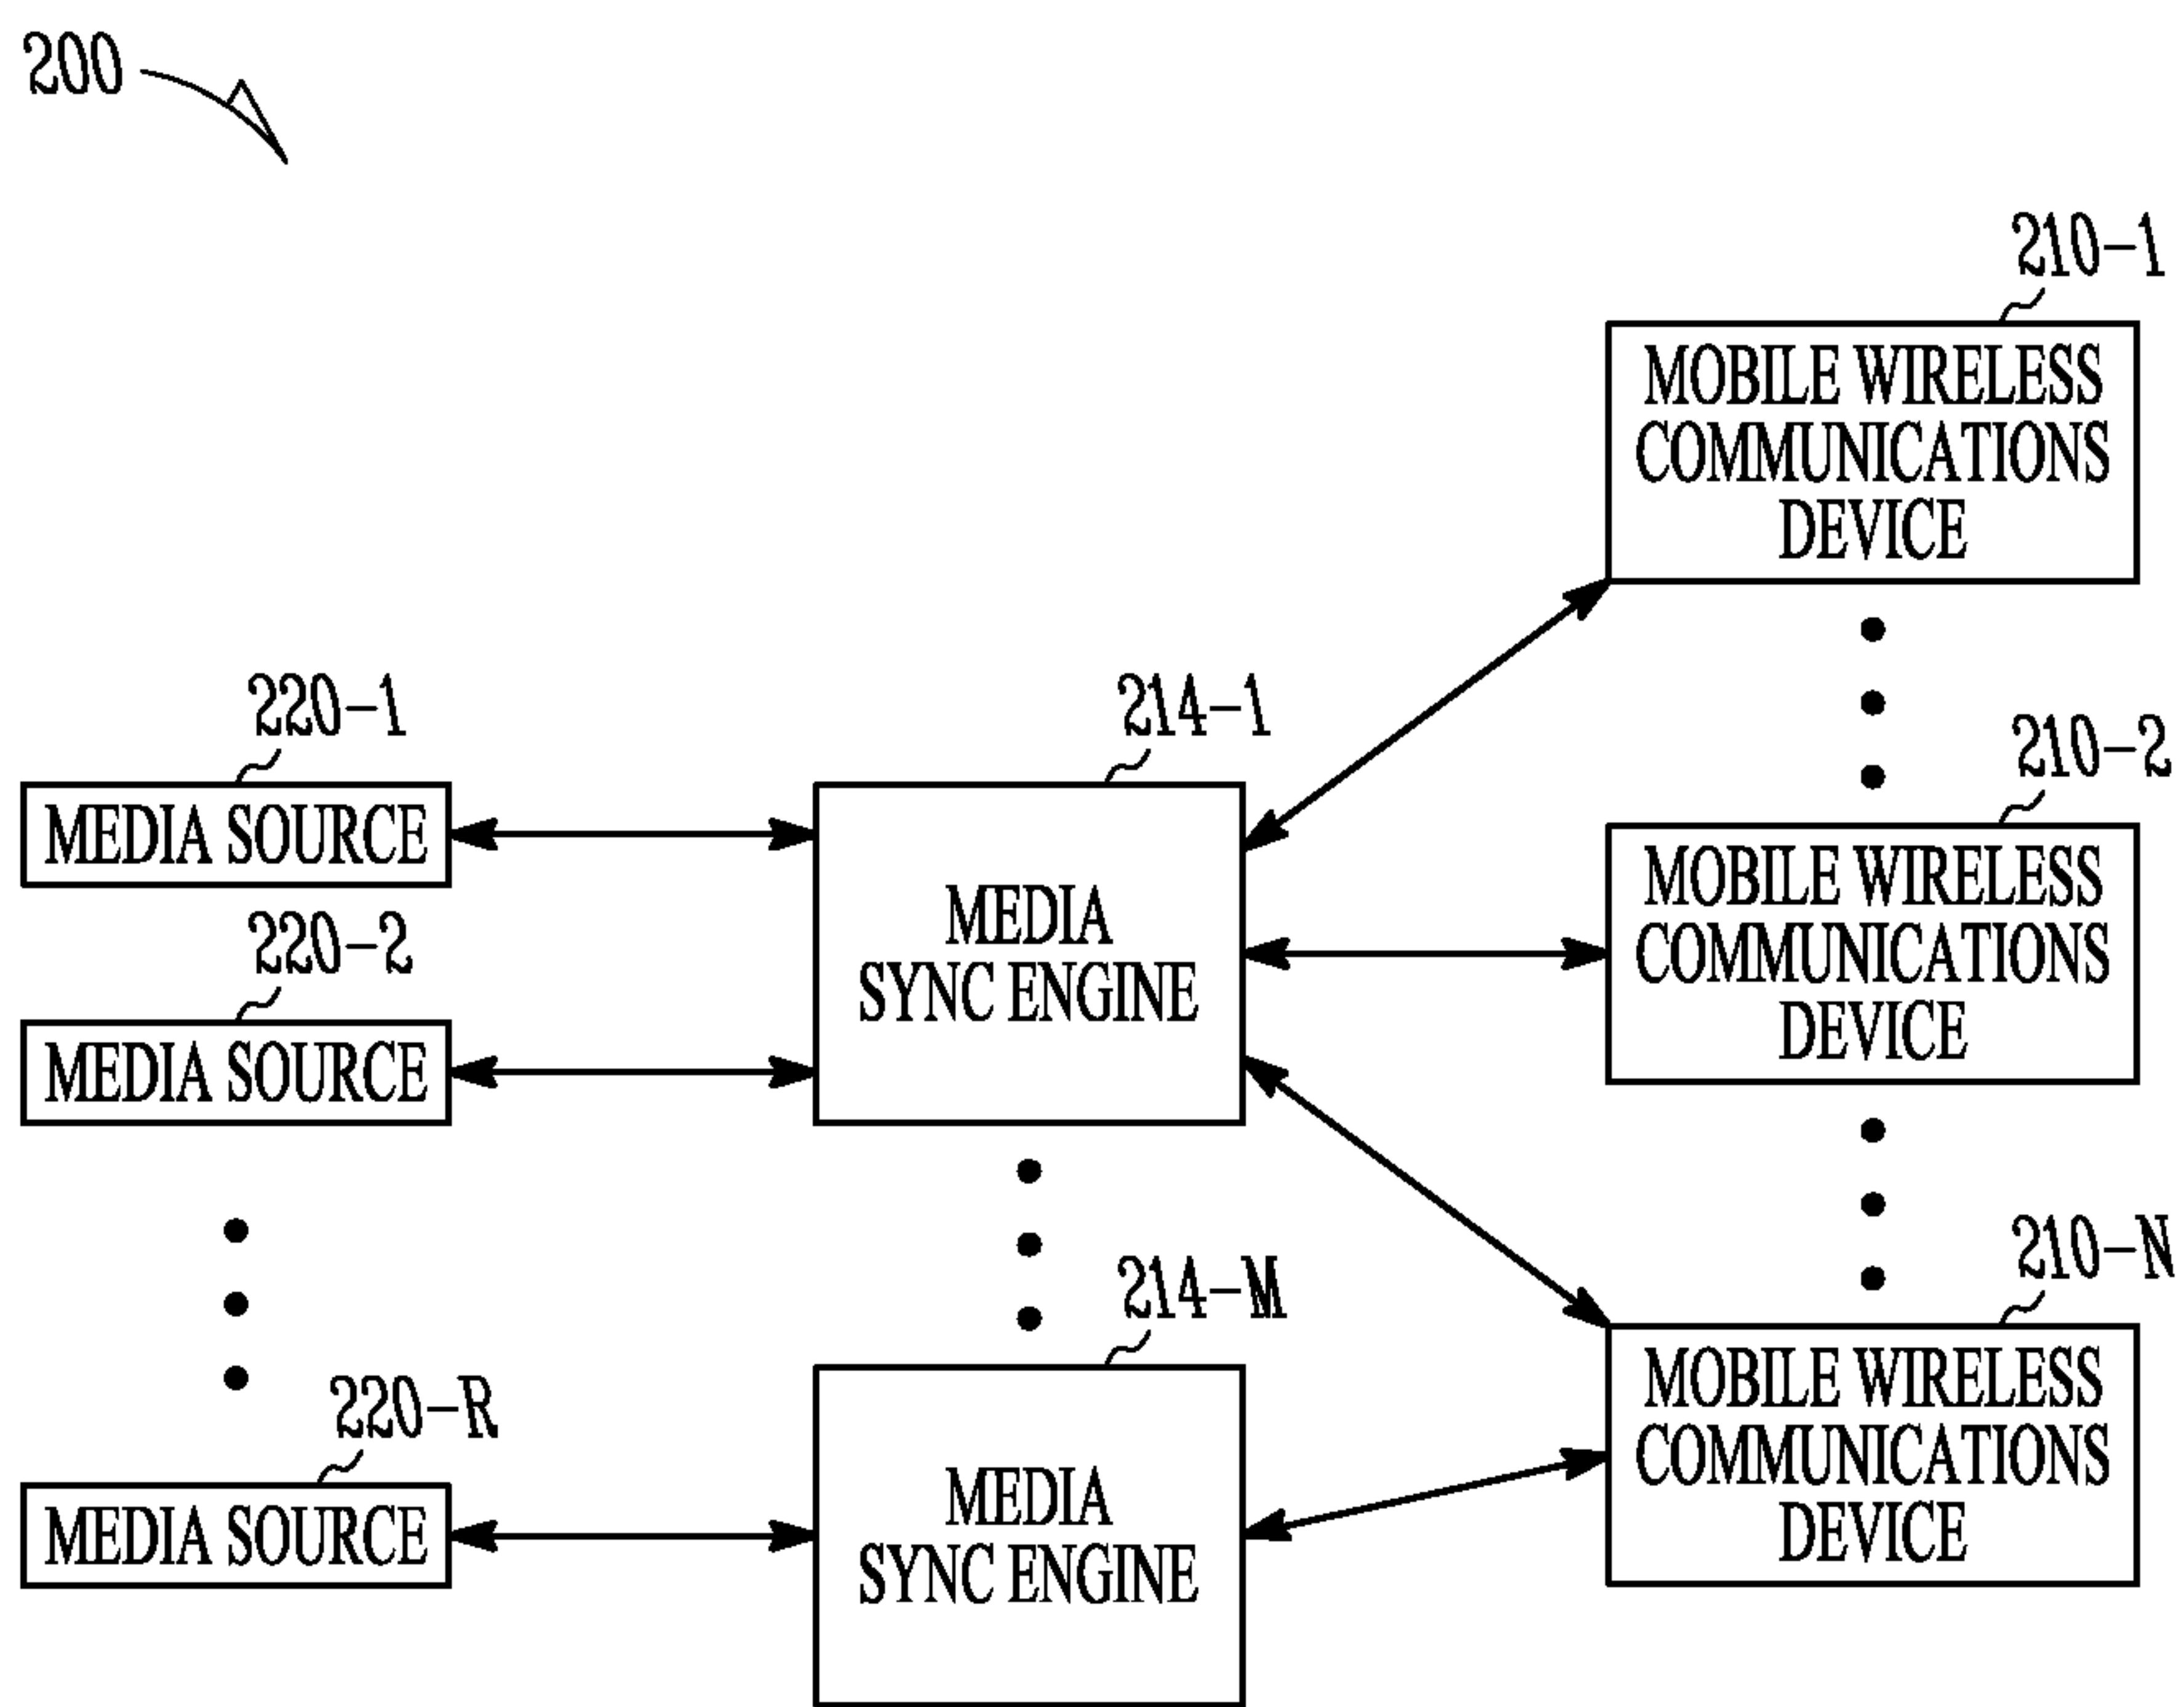 200
210-1
MOBILE WIRELESS
COMMUNICATIONS
DEVICE
220-1
MEDIA SOURCE
214-1
MEDIA
SYNC ENGINE
210-2
MOBILE WIRELESS
COMMUNICATIONS
DEVICE
220-2
MEDIA SOURCE
210-N
MOBILE WIRELESS
COMMUNICATIONS
DEVICE
214-M
MEDIA
SYNC ENGINE
220-R
MEDIA SOURCE